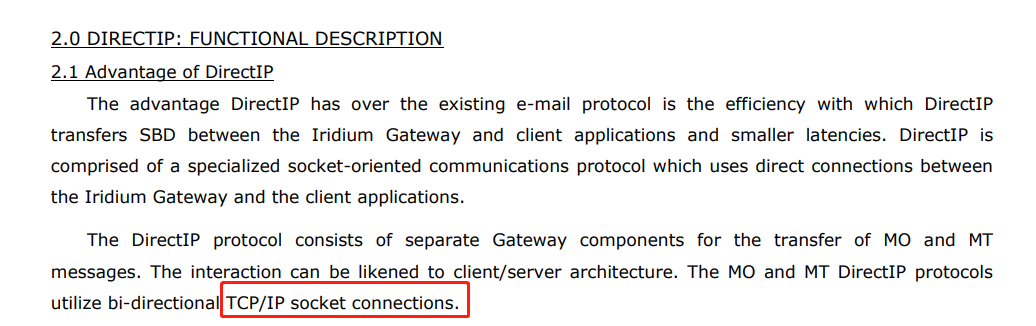 2.0 DIRECTIP: FUNCTIONAL DESCRIPTION
2.1 Advantage of DirectIP
The advantage DirectIP has over the existing e-mail protocol is the efficiency with which DirectIP
transfers SBD between the Iridium Gateway and client applications and smaller latencies. DirectIP is
comprised of a specialized socket-oriented communications protocol which uses direct connections between
the Iridium Gateway and the client applications.
The DirectIP protocol consists of separate Gateway components for the transfer of MO and MT
messages. The interaction can be likened to client/server architecture. The MO and MT DirectIP protocols
utilize bi-directional TCP/IP socket connections.